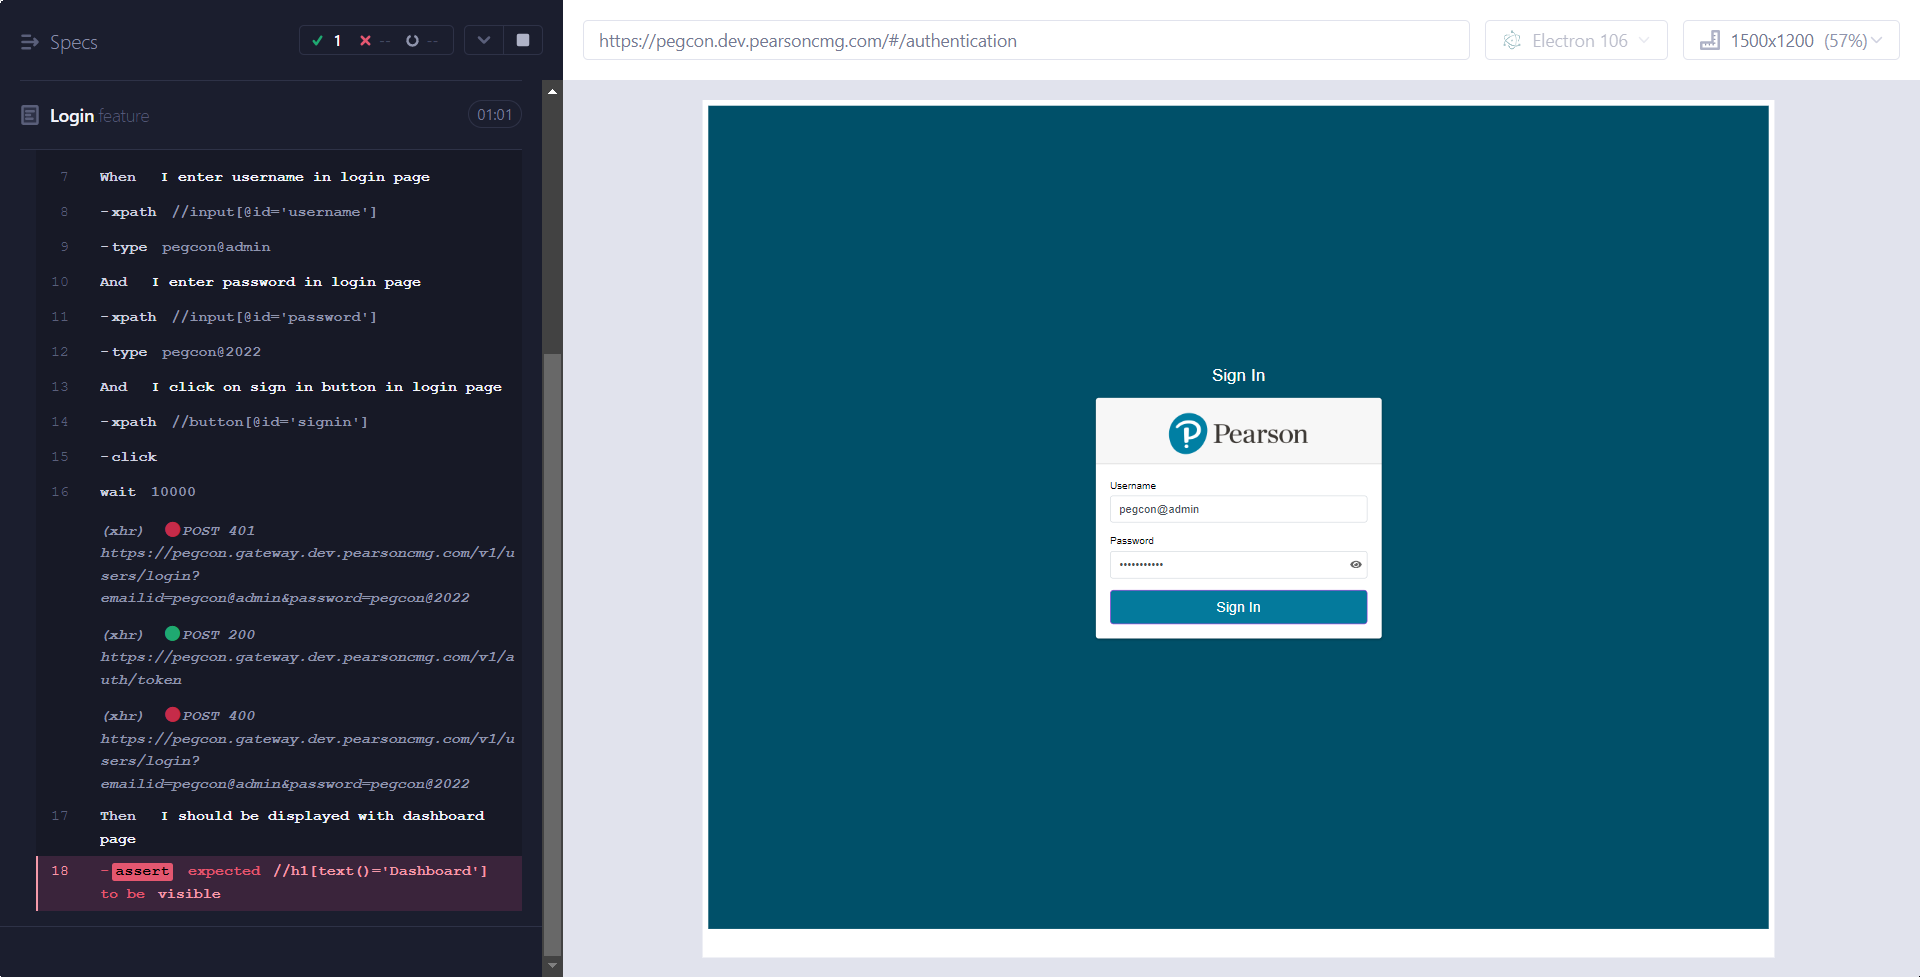 Specs
1 -- --
Login feature 01:01
7 When I enter username in login page
8 -xpath //input[@id='username']
9 -type pegcon@admin
10 And I enter password in login page
11 -xpath //input[@id='password']
12 -type pegcon@2022
13 And I click on sign in button in login page
14 -xpath //button[@id='signin']
15 -click
16 wait 10000
(xhr) POST 401
https://pegcon.gateway.dev.pearsoncmg.com/v1/u
sers/login?
emailid=pegcon@admin&password=pegcon@2022
(xhr) POST 200
https://pegcon.gateway.dev.pearsoncmg.com/v1/a
uth/token
(xhr) POST 400
https://pegcon.gateway.dev.pearsoncmg.com/v1/u
sers/login?
emailid=pegcon@admin&password=pegcon@2022
17 Then I should be displayed with dashboard
page
18 -assert expected //h1[text()='Dashboard']
to be visible
https://pegcon.dev.pearsoncmg.com/#/authentication
Electron 106
1500x1200 (57%)
Sign In
Pearson
Username
pegcon@admin
Password
•••••••••••
Sign In